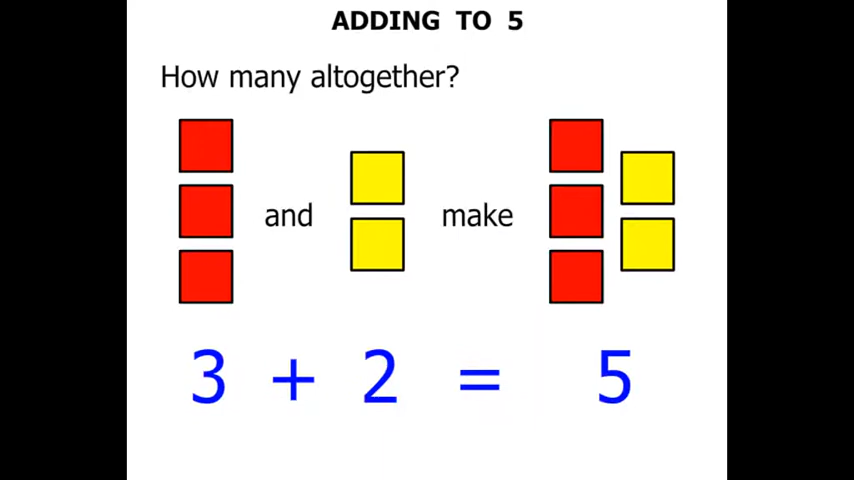 ADDING TO 5
How many altogether?
and make
3 + 2 = 5